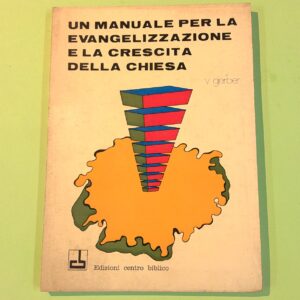 UN MANUALE PER LA
EVANGELIZZAZIONE
E LA CRESCITA
DELLA CHIESA
v. gerber
Edizioni centro biblico